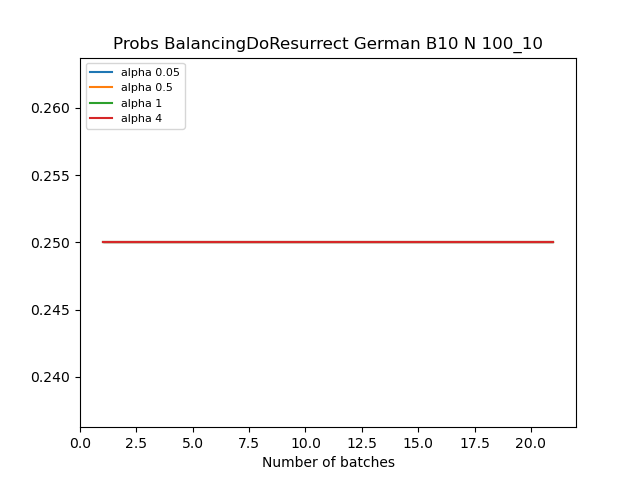 Probs BalancingDoResurrect German B10 N 100_10
alpha 0.05
alpha 0.5
alpha 1
alpha 4
0.260
0.255
0.250
0.245
0.240
0.0 2.5 5.0 7.5 10.0 12.5 15.0 17.5 20.0
Number of batches